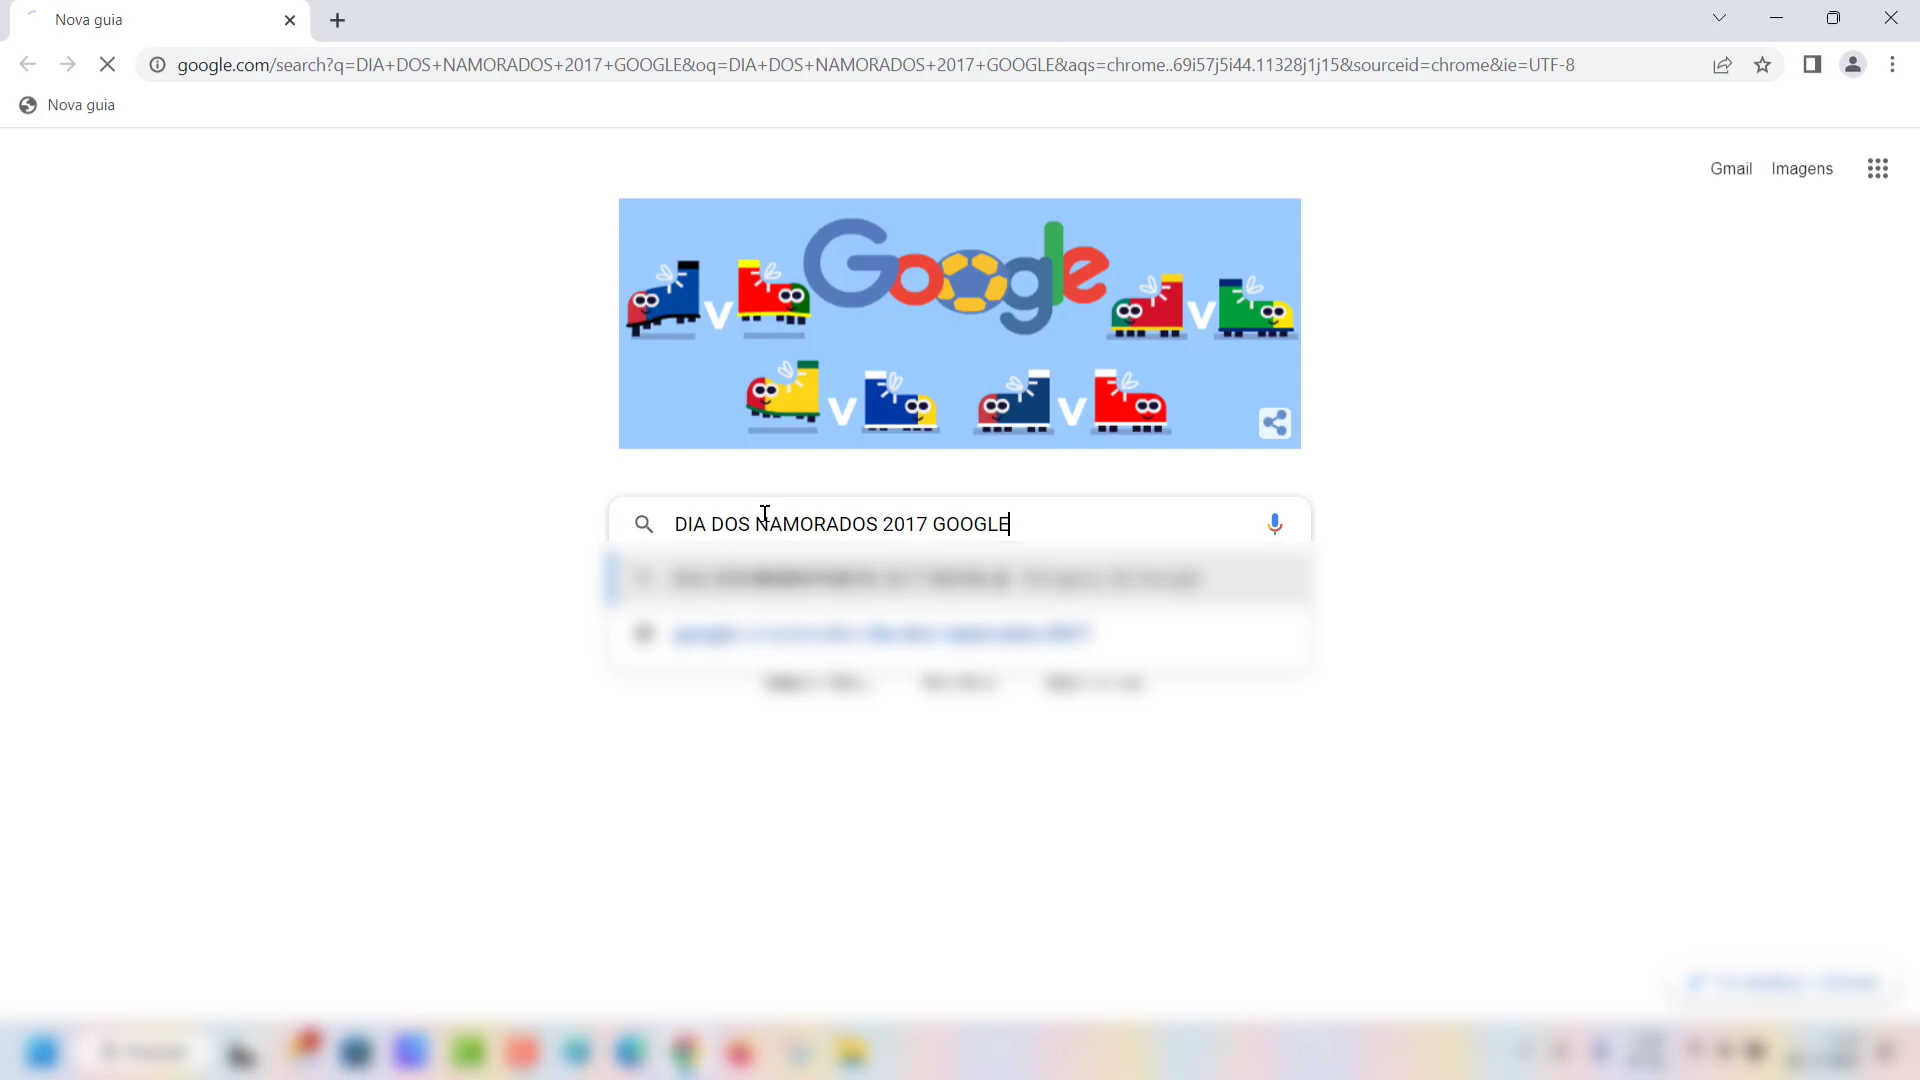 Nova guia
google.com/search?q=DIA+DOS+NAMORADOS+2017+GOOGLE&oq=DIA+DOS+NAMORADOS+2017+GOOGLE&aqs=chrome..69i57j5i44.11328j1j15&sourceid=chrome&ie=UTF-8
Nova guia
Gmail Imagens
Google
V V
V V
DIA DOS NAMORADOS 2017 GOOGLE